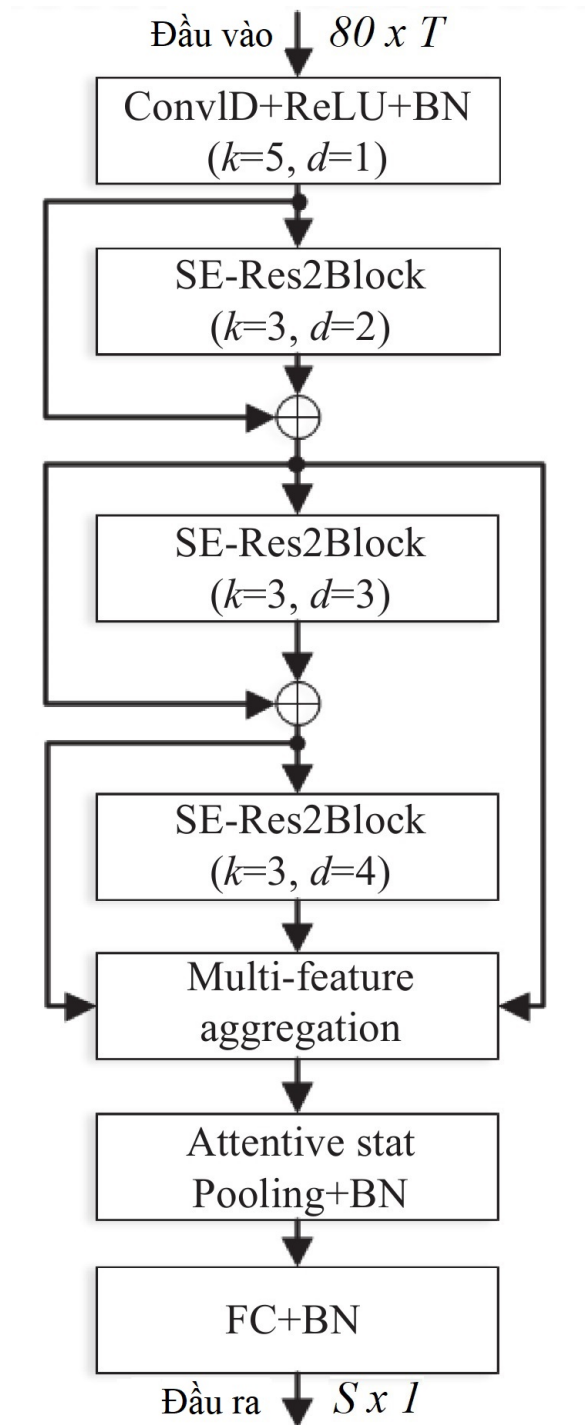 Đầu vào 80 x T
ConvlD+ReLU+BN
(k=5, d=1)
SE-Res2Block
(k=3, d=2)
SE-Res2Block
(k=3, d=3)
SE-Res2Block
(k=3, d=4)
Multi-feature
aggregation
Attentive stat
Pooling+BN
FC+BN
Đầu ra S x 1